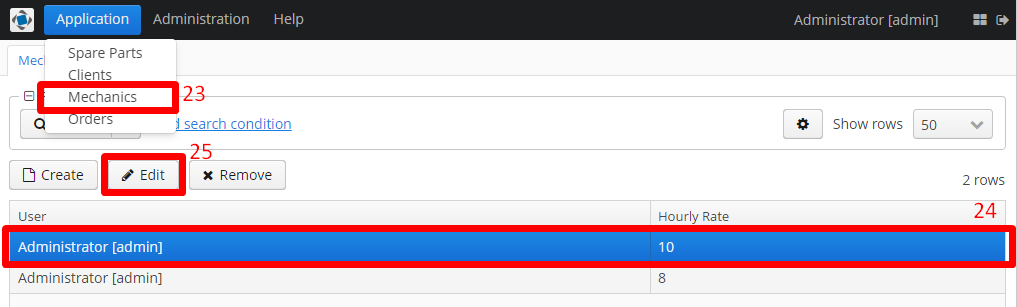 Application Administration Help Administrator [admin]
Spare Parts
Clients
Mechanics 23
Orders
search condition
Show rows 50
25
Create Edit Remove
2 rows
User Hourly Rate 24
Administrator [admin] 10
Administrator [admin] 8